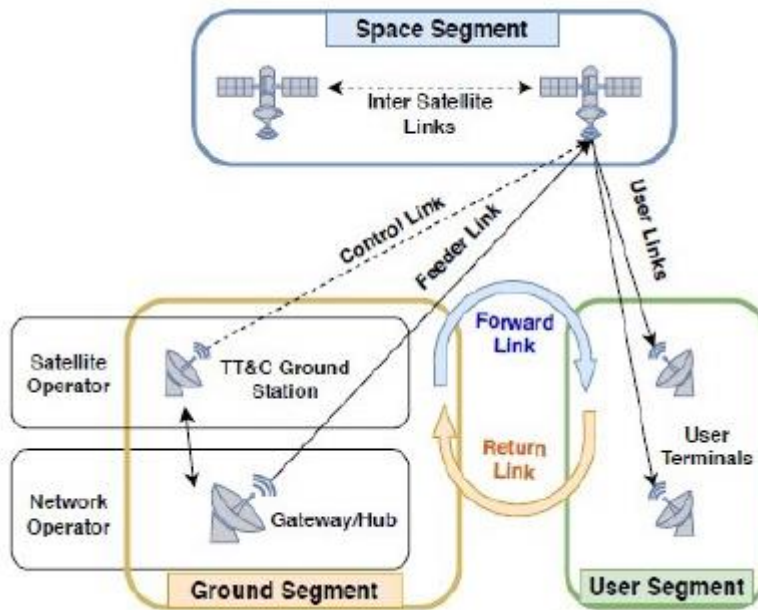 Space Segment
Inter Satellite
Links
Control Link
Feeder Link
User Links
Forward
Link
Satellite
Operator
TT&C Ground
Station
Return
Link
User
Terminals
Network
Operator
Gateway/Hub
Ground Segment
User Segment